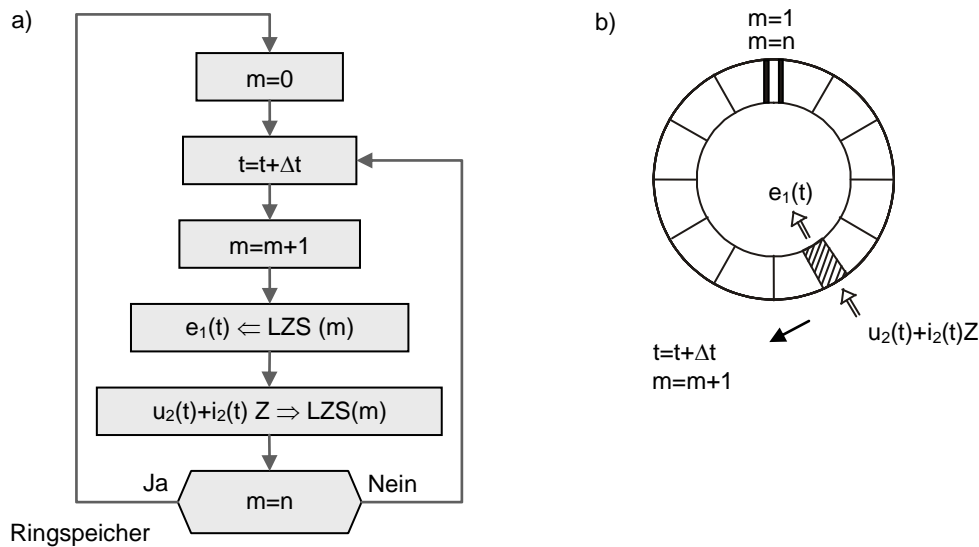 a)
m=0
t=t+Δt
m=m+1
e₁(t) ⇐ LZS (m)
u₂(t)+i₂(t) Z ⇒ LZS(m)
Ja
m=n
Nein
Ringspeicher
b)
m=1
m=n
e₁(t)
u₂(t)+i₂(t)Z
t=t+Δt
m=m+1